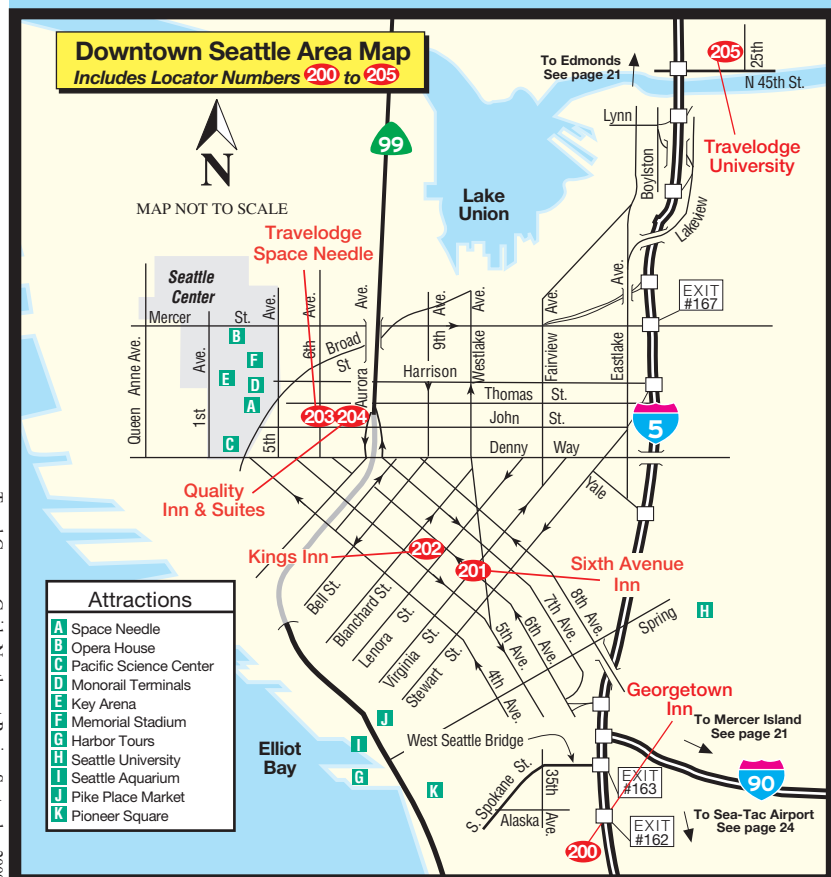 Downtown Seattle Area Map
Includes Locator Numbers 200 to 205
N
MAP NOT TO SCALE
99
To Edmonds
See page 21
205
25th
N 45th St.
Travelodge
University
Lynn
Boylston
Lakeview
Lake
Union
Travelodge
Space Needle
Seattle
Center
EXIT
#167
Mercer St.
Queen Anne Ave.
1st Ave.
5th Ave.
6th Ave.
Broad St
Aurora Ave.
9th Ave.
Westlake Ave.
Fairview Ave.
Eastlake Ave.
Harrison
Thomas St.
John St.
Denny Way
B
F
E
D
A
C
203
204
5
Quality
Inn & Suites
Yale
Kings Inn
202
201
Sixth Avenue
Inn
Bell St.
Blanchard St.
Lenora St.
Virginia St.
Stewart St.
4th Ave.
5th Ave.
6th Ave.
7th Ave.
8th Ave.
Spring
H
Attractions
A Space Needle
B Opera House
C Pacific Science Center
D Monorail Terminals
E Key Arena
F Memorial Stadium
G Harbor Tours
H Seattle University
I Seattle Aquarium
J Pike Place Market
K Pioneer Square
Elliot
Bay
J
I
G
K
Georgetown
Inn
To Mercer Island
See page 21
West Seattle Bridge
90
S. Spokane St.
35th Ave.
Alaska
EXIT
#163
EXIT
#162
200
To Sea-Tac Airport
See page 24